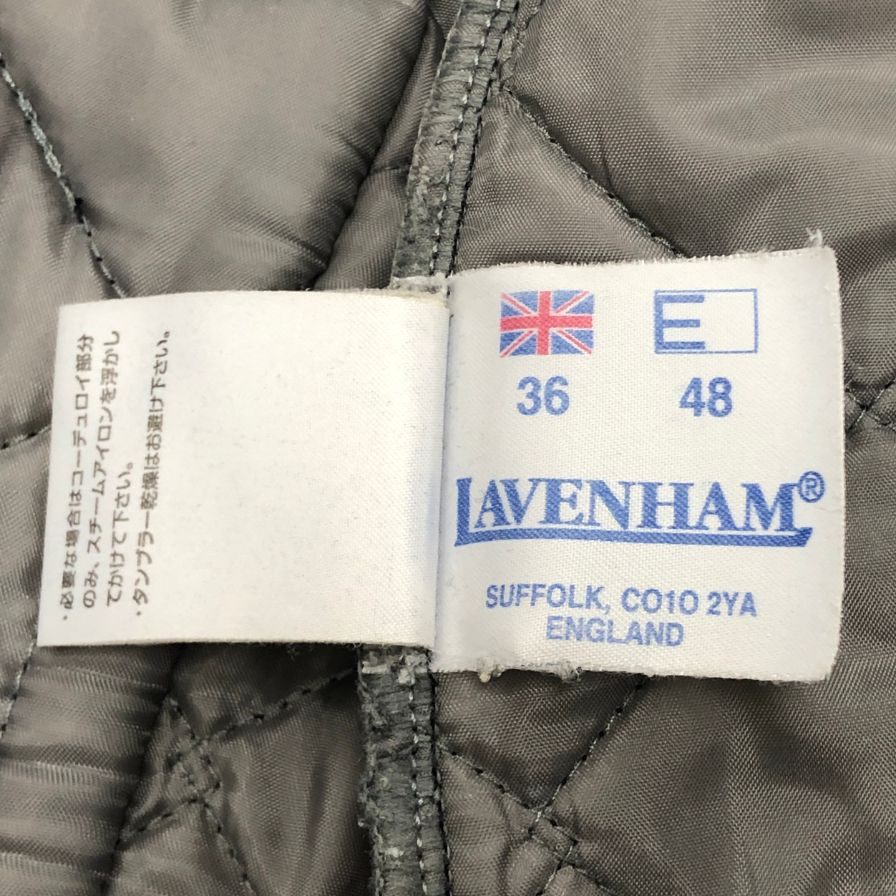 ・必要な場合はコーデュロイ部分
のみ、スチームアイロンを浮かし
てかけて下さい。
・タンブラー乾燥はお避け下さい。
E
36 48
LAVENHAM®
SUFFOLK, CO10 2YA
ENGLAND